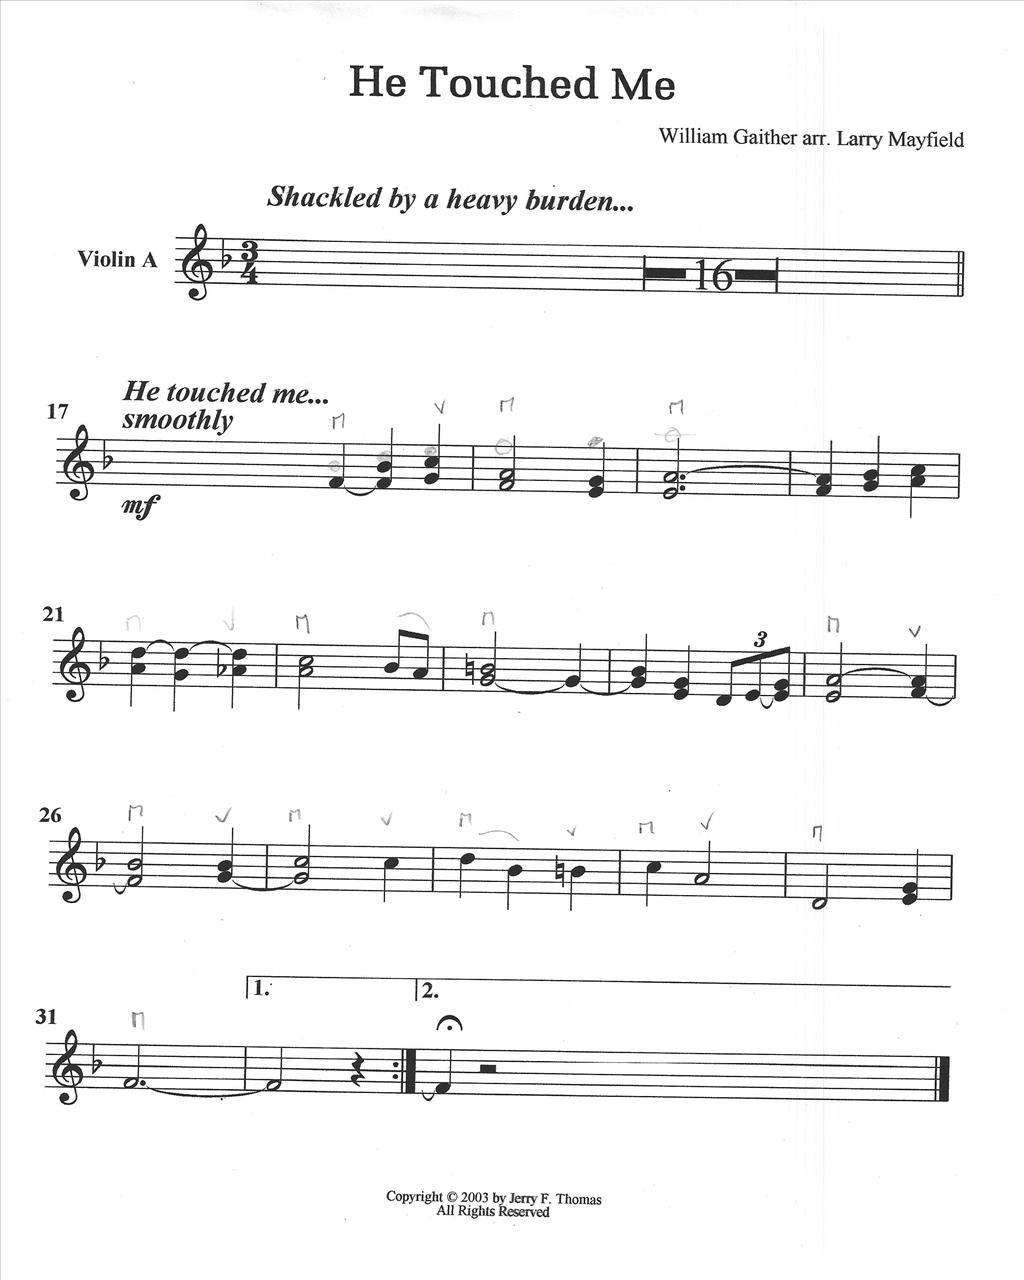 He Touched Me
William Gaither arr. Larry Mayfield
Shackled by a heavy burden...
Violin A
3
4
16
He touched me...
17
smoothly
mf
21
3
26
1.
2.
31
Copyright © 2003 by Jerry F. Thomas
All Rights Reserved